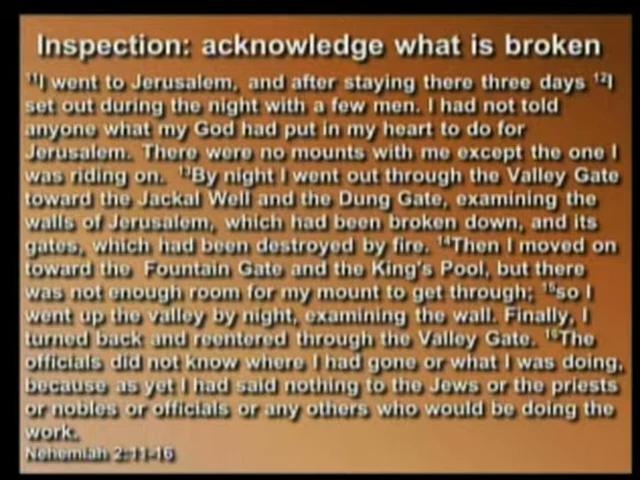 Inspection: acknowledge what is broken
¹¹I went to Jerusalem, and after staying there three days ¹²I
set out during the night with a few men. I had not told
anyone what my God had put in my heart to do for
Jerusalem. There were no mounts with me except the one I
was riding on. ¹³By night I went out through the Valley Gate
toward the Jackal Well and the Dung Gate, examining the
walls of Jerusalem, which had been broken down, and its
gates, which had been destroyed by fire. ¹⁴Then I moved on
toward the Fountain Gate and the King's Pool, but there
was not enough room for my mount to get through; ¹⁵so I
went up the valley by night, examining the wall. Finally, I
turned back and reentered through the Valley Gate. ¹⁶The
officials did not know where I had gone or what I was doing,
because as yet I had said nothing to the Jews or the priests
or nobles or officials or any others who would be doing the
work.
Nehemiah 2:11-16